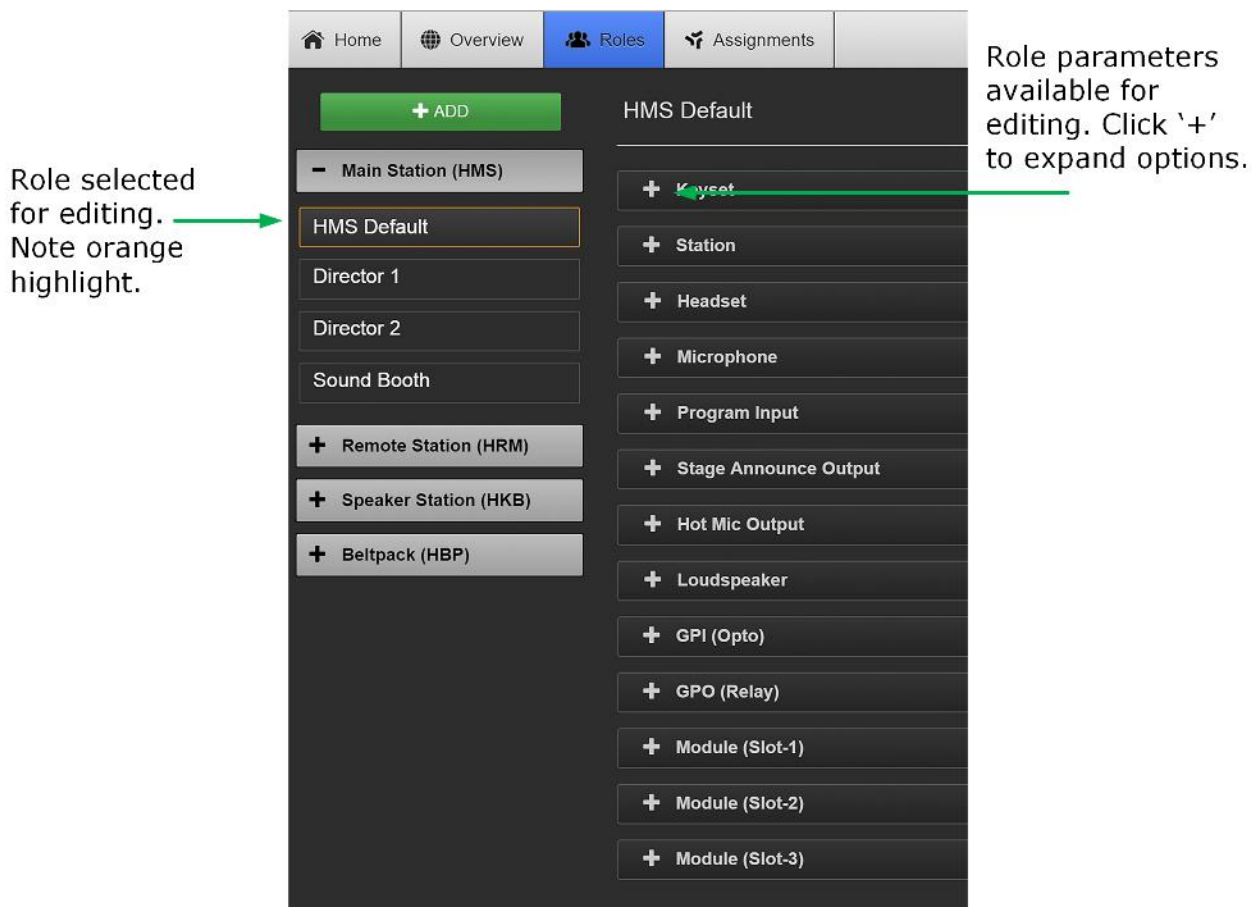 Home
Overview
Roles
Assignments
ADD
HMS Default
Main Station (HMS)
HMS Default
Director 1
Director 2
Sound Booth
Remote Station (HRM)
Speaker Station (HKB)
Beltpack (HBP)
Keyset
Station
Headset
Microphone
Program Input
Stage Announce Output
Hot Mic Output
Loudspeaker
GPI (Opto)
GPO (Relay)
Module (Slot-1)
Module (Slot-2)
Module (Slot-3)
Role selected
for editing.
Note orange
highlight.
Role parameters
available for
editing. Click ‘+’
to expand options.